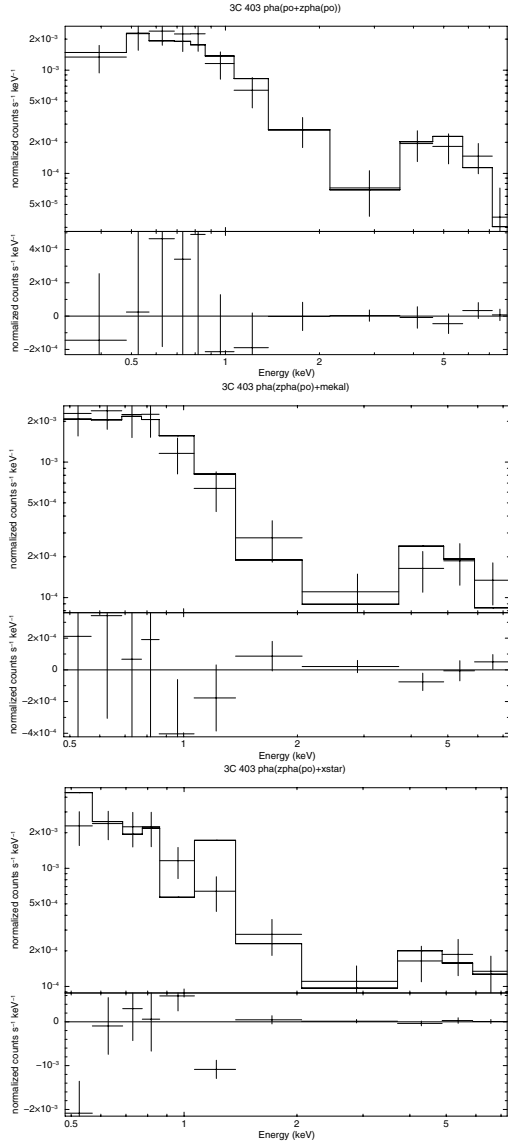 3C 403 pha(po+zpha(po))
normalized counts s⁻¹ keV⁻¹
2×10⁻³
10⁻³
5×10⁻⁴
2×10⁻⁴
10⁻⁴
5×10⁻⁵
normalized counts s⁻¹ keV⁻¹
4×10⁻⁴
2×10⁻⁴
0
−2×10⁻⁴
0.5 1 2 5
Energy (keV)
3C 403 pha(zpha(po)+mekal)
normalized counts s⁻¹ keV⁻¹
2×10⁻³
10⁻³
5×10⁻⁴
2×10⁻⁴
10⁻⁴
normalized counts s⁻¹ keV⁻¹
2×10⁻⁴
0
−2×10⁻⁴
−4×10⁻⁴
0.5 1 2 5
Energy (keV)
3C 403 pha(zpha(po)+xstar)
normalized counts s⁻¹ keV⁻¹
2×10⁻³
10⁻³
5×10⁻⁴
2×10⁻⁴
10⁻⁴
normalized counts s⁻¹ keV⁻¹
0
−10⁻³
−2×10⁻³
0.5 1 2 5
Energy (keV)